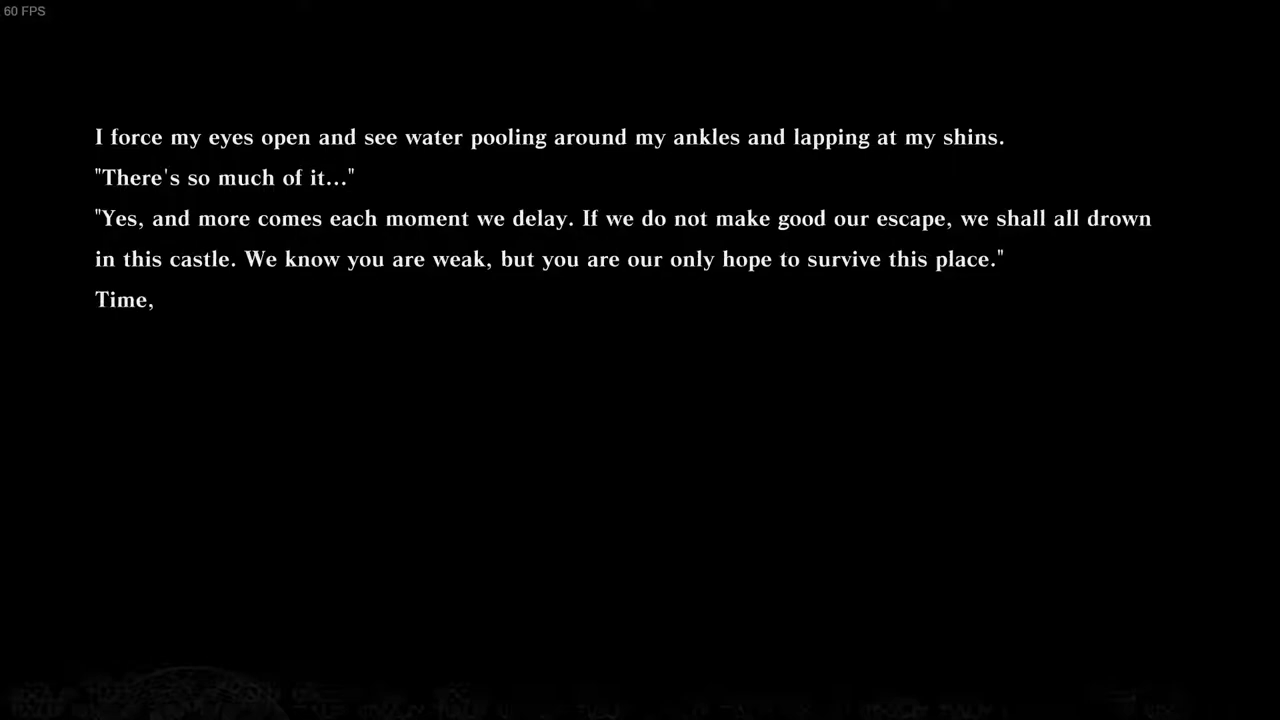 60 FPS
I force my eyes open and see water pooling around my ankles and lapping at my shins.
"There's so much of it..."
"Yes, and more comes each moment we delay. If we do not make good our escape, we shall all drown
in this castle. We know you are weak, but you are our only hope to survive this place."
Time,